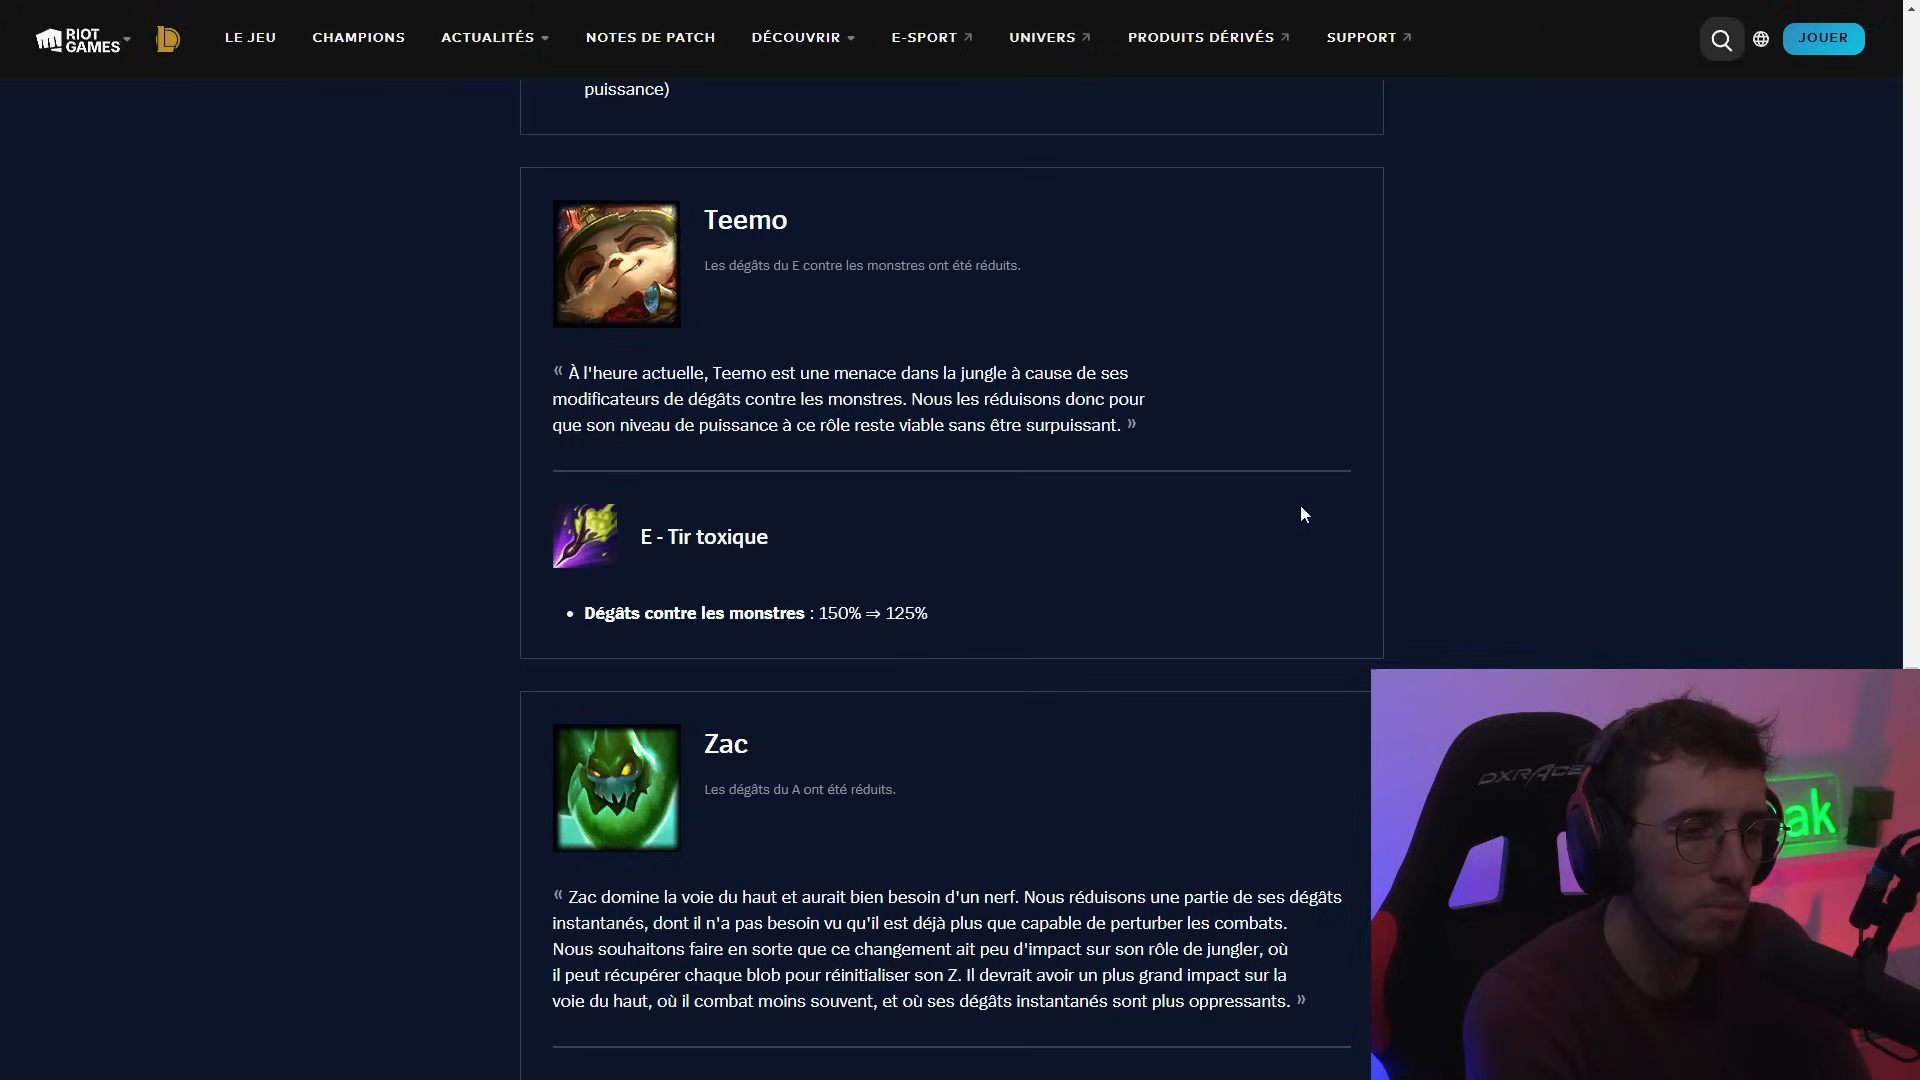 RIOT GAMES
LE JEU
CHAMPIONS
ACTUALITÉS
NOTES DE PATCH
DÉCOUVRIR
E-SPORT
UNIVERS
PRODUITS DÉRIVÉS
SUPPORT
JOUER
puissance)
Teemo
Les dégâts du E contre les monstres ont été réduits.
« À l'heure actuelle, Teemo est une menace dans la jungle à cause de ses
modificateurs de dégâts contre les monstres. Nous les réduisons donc pour
que son niveau de puissance à ce rôle reste viable sans être surpuissant. »
E - Tir toxique
• Dégâts contre les monstres : 150% ⇒ 125%
Zac
Les dégâts du A ont été réduits.
« Zac domine la voie du haut et aurait bien besoin d'un nerf. Nous réduisons une partie de ses dégâts
instantanés, dont il n'a pas besoin vu qu'il est déjà plus que capable de perturber les combats.
Nous souhaitons faire en sorte que ce changement ait peu d'impact sur son rôle de jungler, où
il peut récupérer chaque blob pour réinitialiser son Z. Il devrait avoir un plus grand impact sur la
voie du haut, où il combat moins souvent, et où ses dégâts instantanés sont plus oppressants. »
DXRACE
ak